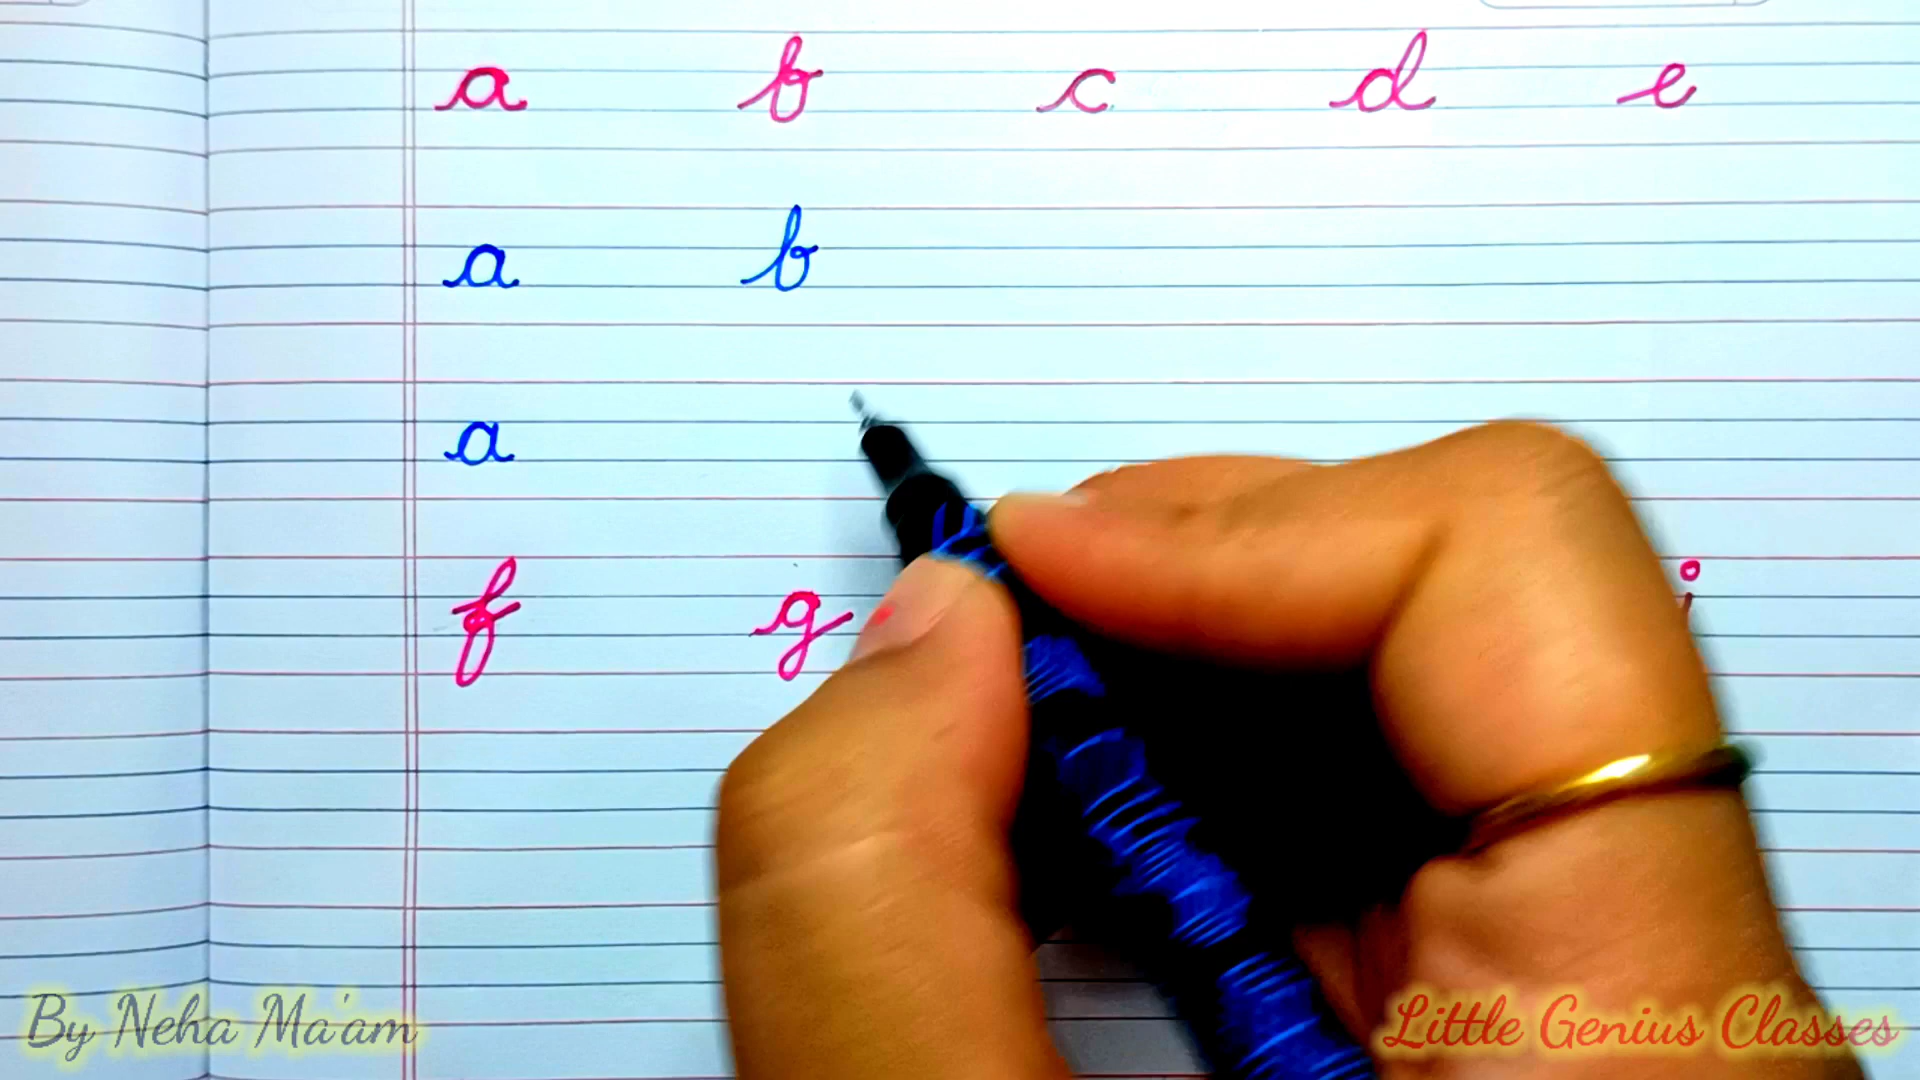 a b c d e
a b
a
f g i
By Neha Ma'am
Little Genius Classes